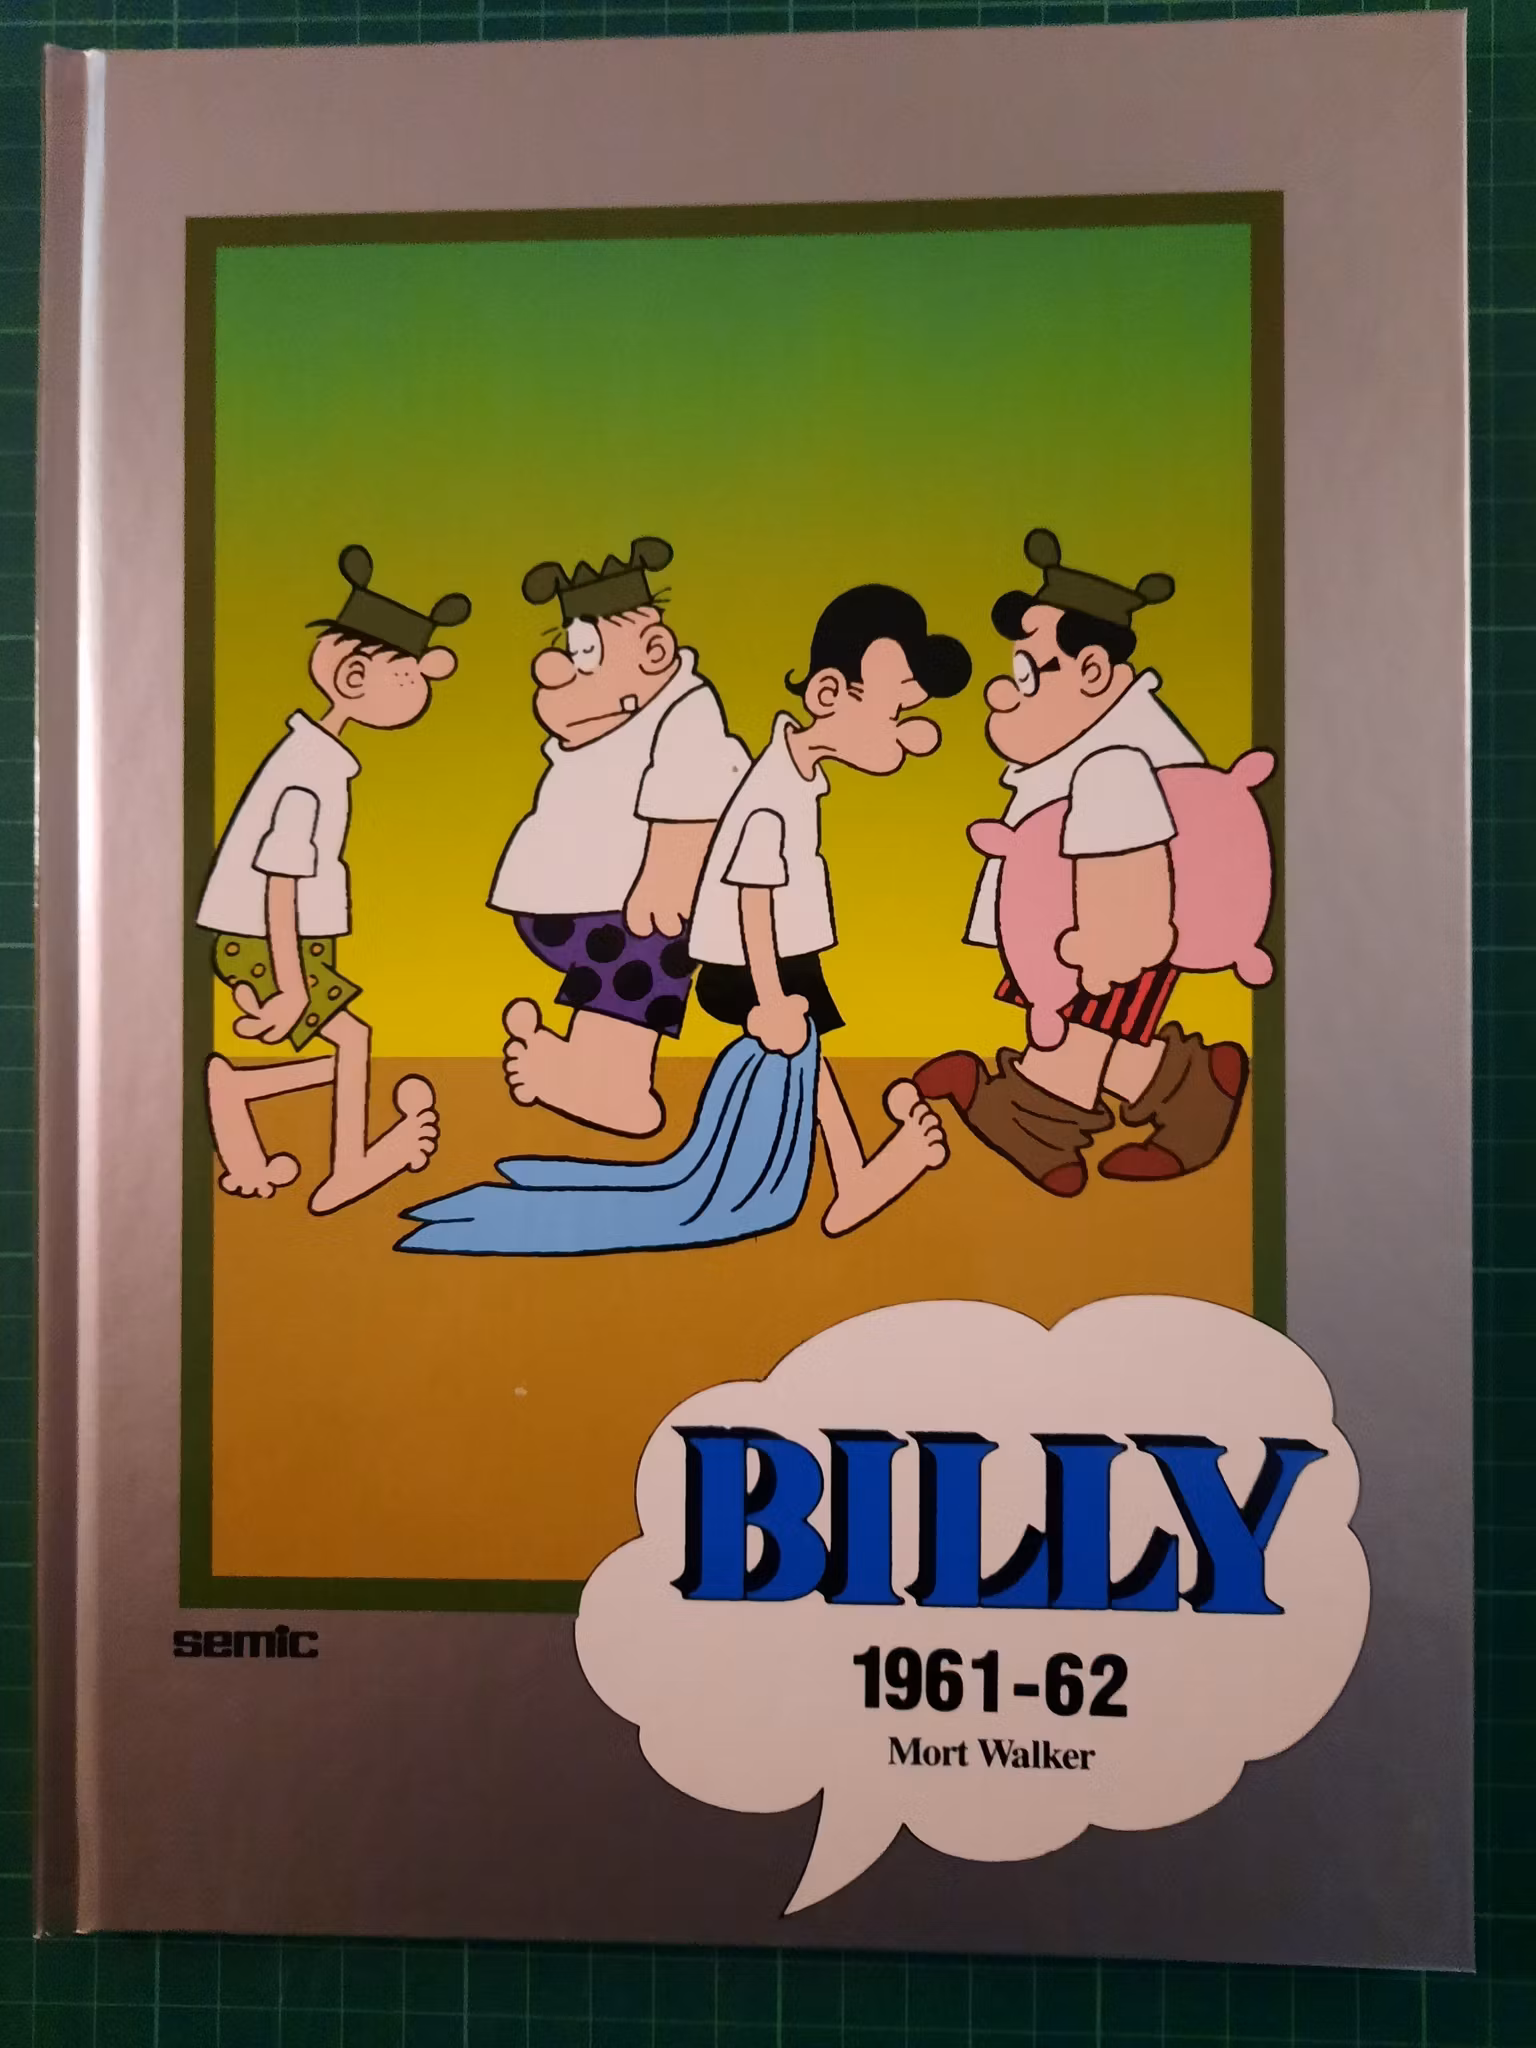 semic
BILLY
1961-62
Mort Walker